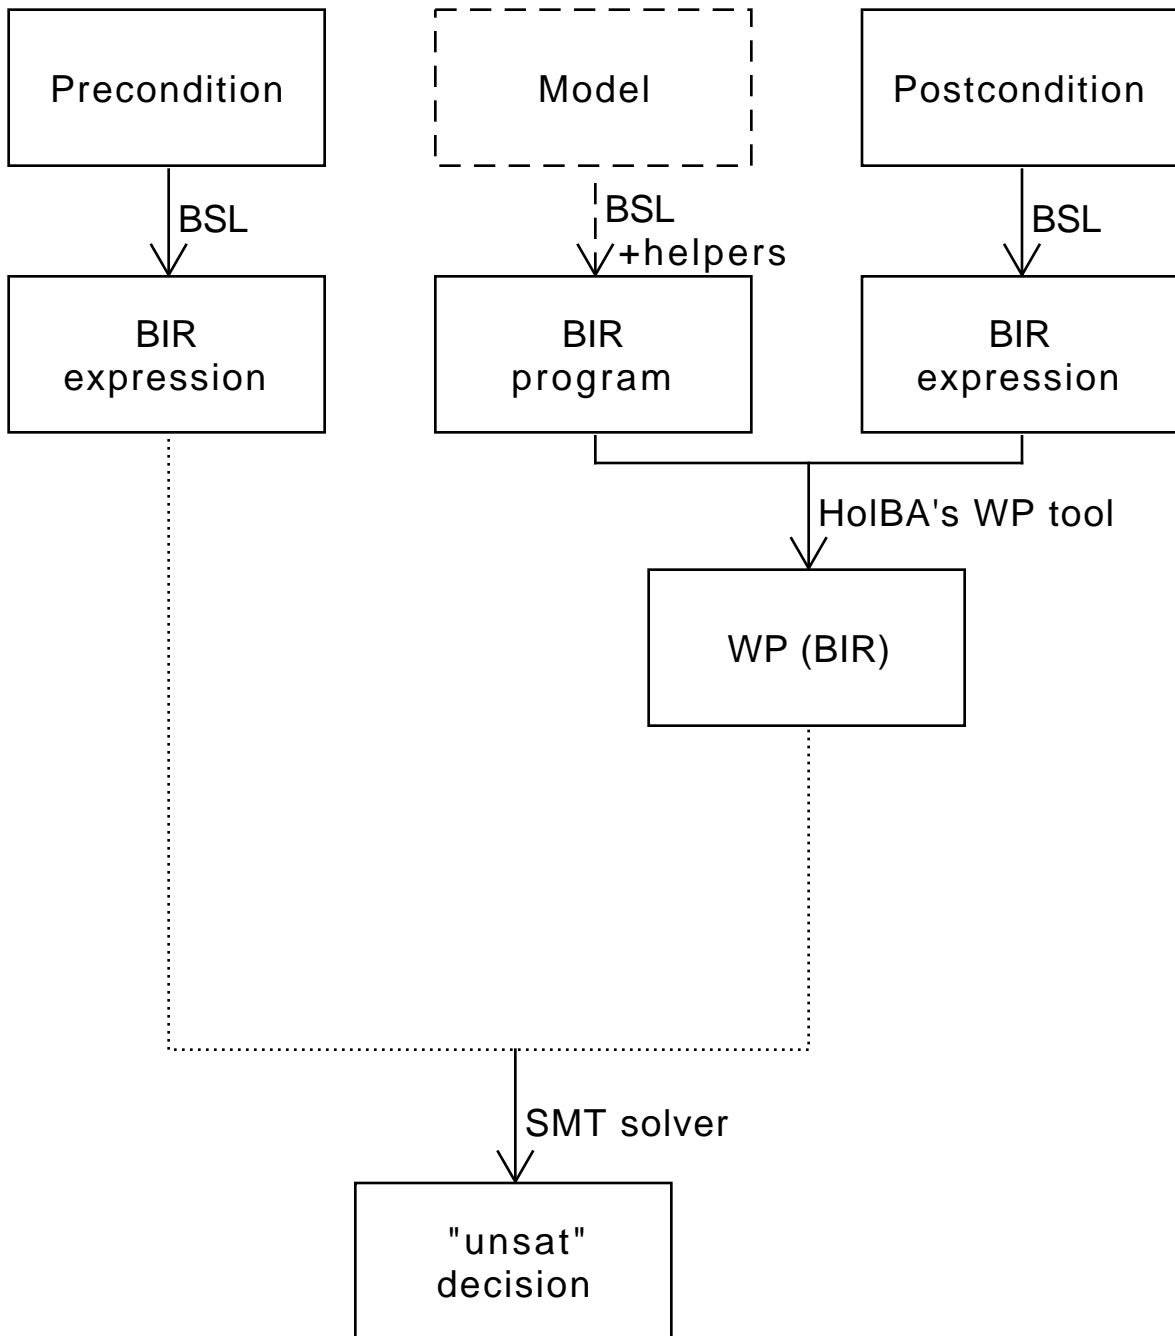 Precondition
Model
Postcondition
BSL
BSL
+helpers
BSL
BIR
expression
BIR
program
BIR
expression
HolBA's WP tool
WP (BIR)
SMT solver
"unsat"
decision